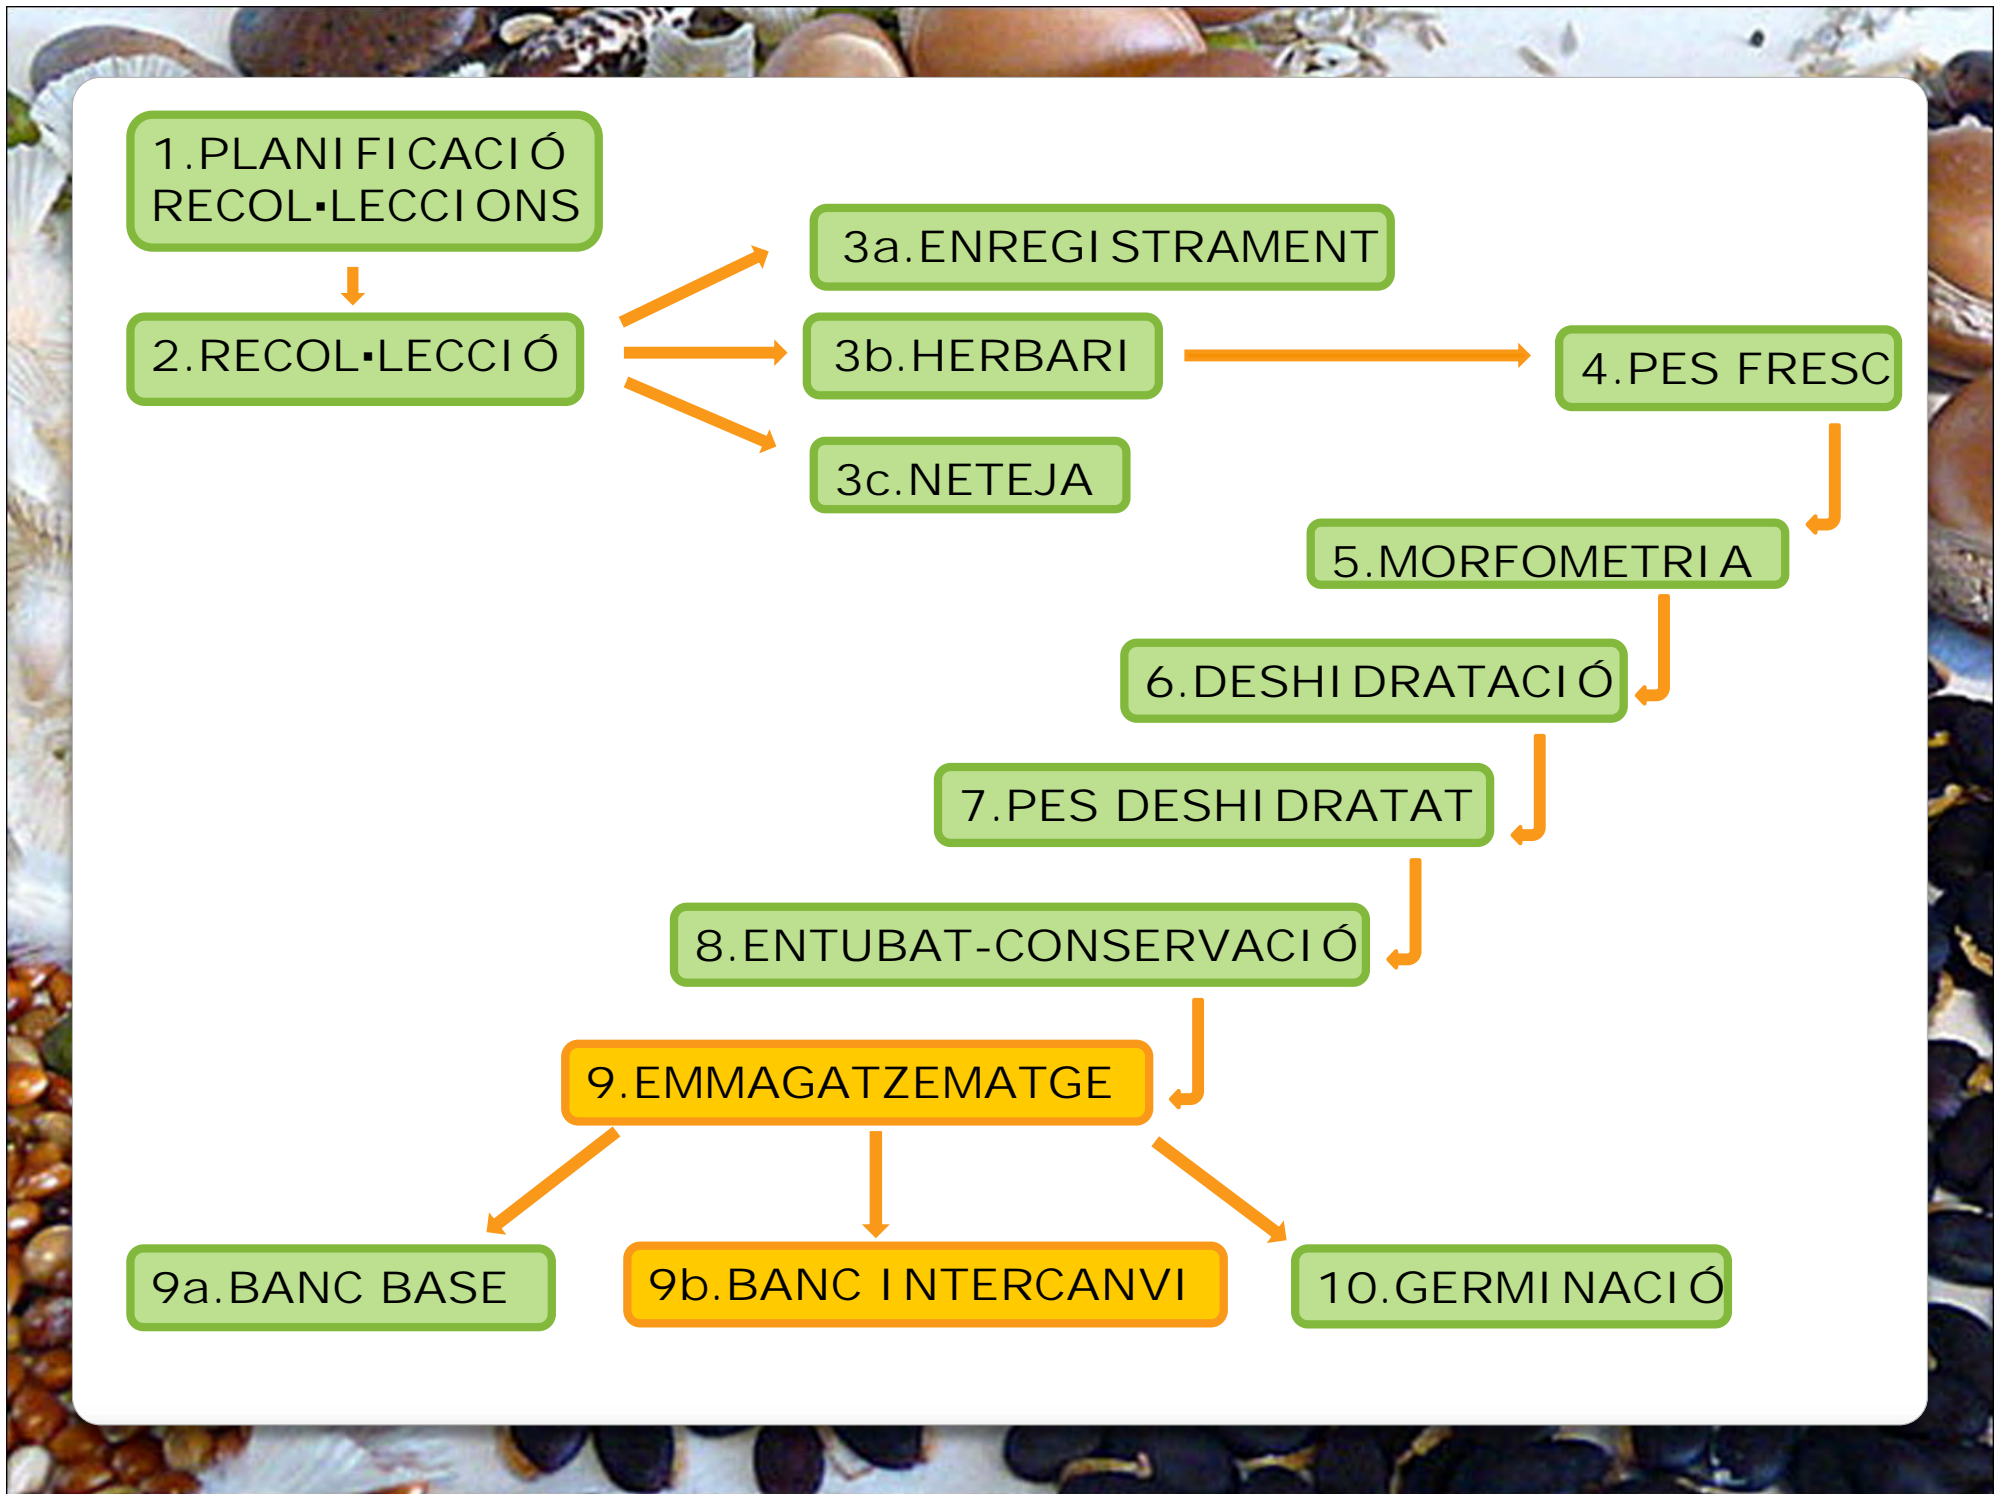 1.PLANIFICACIÓ
RECOL·LECCIONS
2.RECOL·LECCIÓ
3a.ENREGISTRAMENT
3b.HERBARI
3c.NETEJA
4.PES FRESC
5.MORFOMETRIA
6.DESHIDRATACIÓ
7.PES DESHIDRATAT
8.ENTUBAT-CONSERVACIÓ
9.EMMAGATZEMATGE
9a.BANC BASE
9b.BANC INTERCANVI
10.GERMINACIÓ